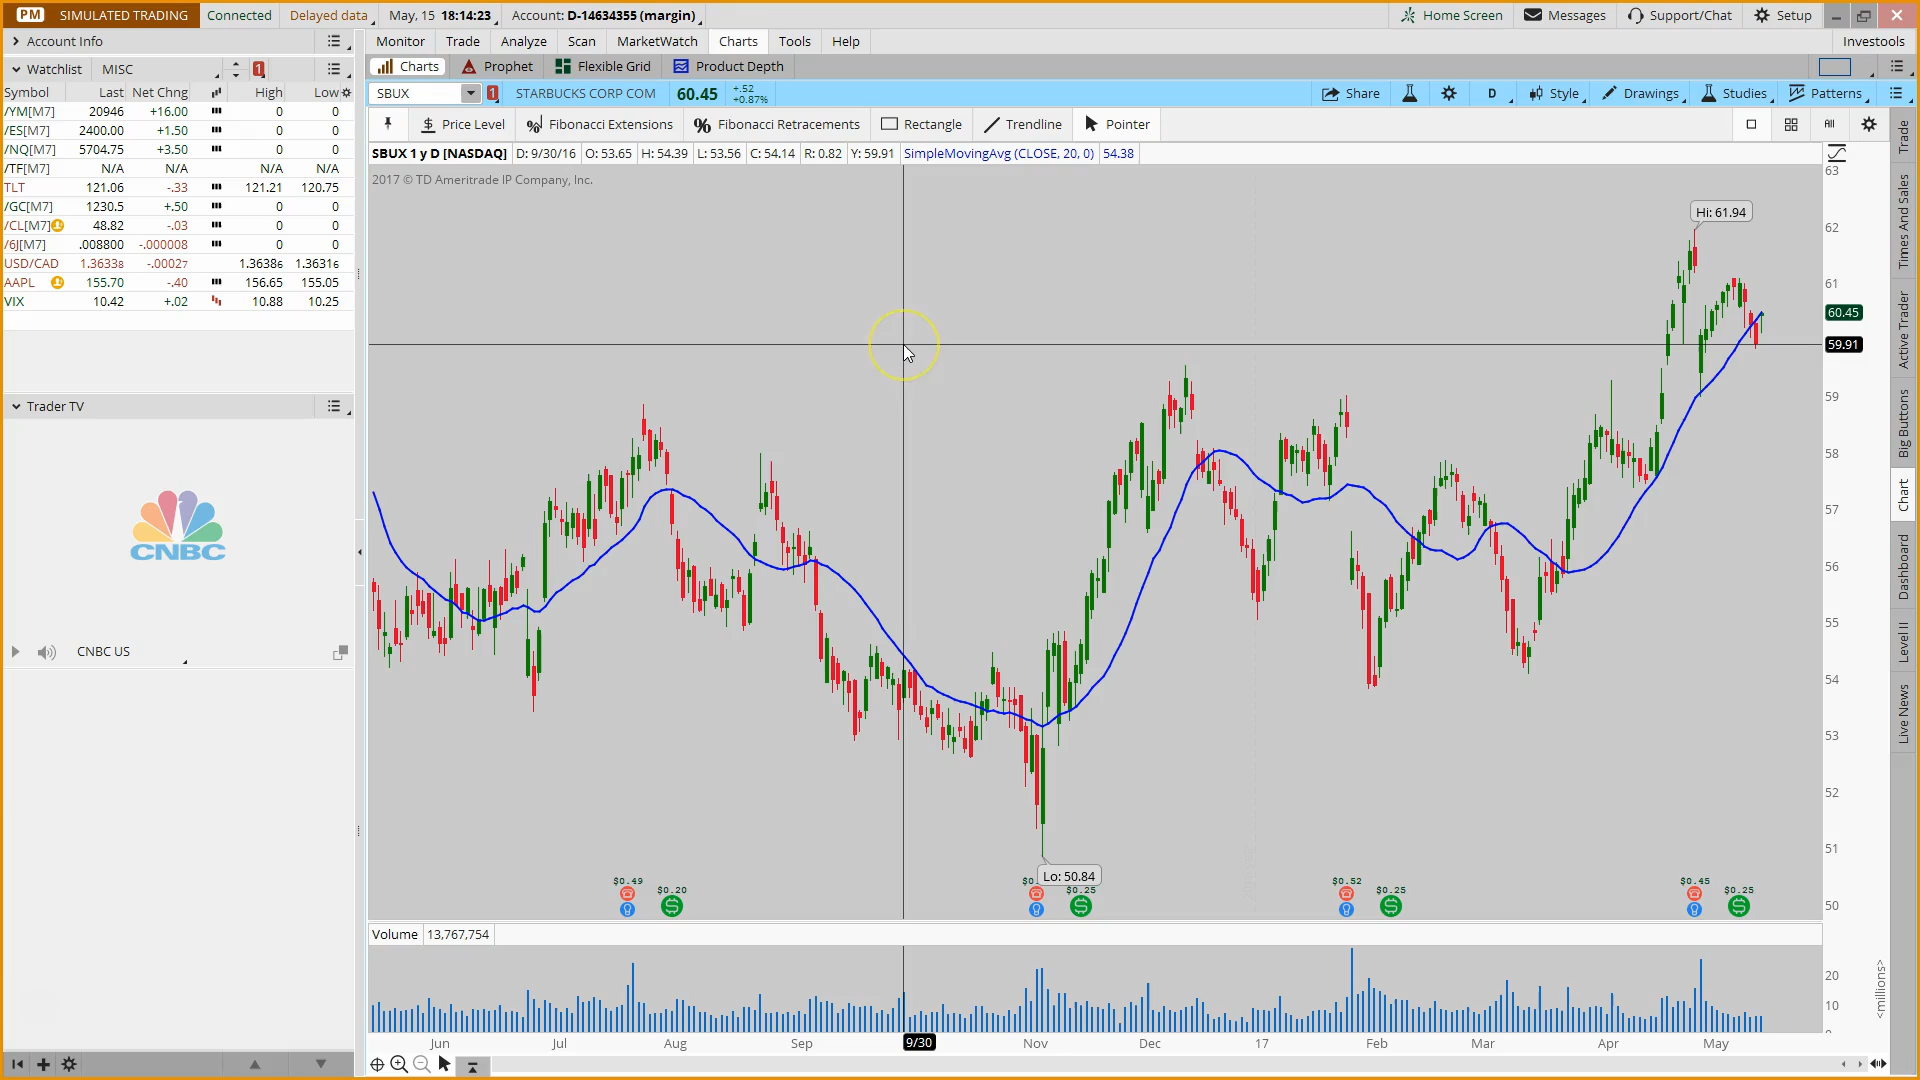 PM SIMULATED TRADING Connected Delayed data May, 15 18:14:23 Account: D-14634355 (margin) Home Screen Messages Support/Chat Setup
Account Info
Monitor Trade Analyze Scan MarketWatch Charts Tools Help Investools
Watchlist MISC 1
Charts Prophet Flexible Grid Product Depth
Symbol Last Net Chng High Low
SBUX 1 STARBUCKS CORP COM 60.45 +.52 +0.87% Share D Style Drawings Studies Patterns
/YM[M7] 20946 +16.00 0 0
/ES[M7] 2400.00 +1.50 0 0
/NQ[M7] 5704.75 +3.50 0 0
/TF[M7] N/A N/A N/A N/A
TLT 121.06 -.33 121.21 120.75
/GC[M7] 1230.5 +.50 0 0
/CL[M7] 48.82 -.03 0 0
/6J[M7] .008800 -.000008 0 0
USD/CAD 1.36338 -.00027 1.36386 1.36316
AAPL 155.70 -.40 156.65 155.05
VIX 10.42 +.02 10.88 10.25
Trader TV
CNBC
CNBC US
$ Price Level Fibonacci Extensions Fibonacci Retracements Rectangle Trendline Pointer All
SBUX 1 y D [NASDAQ] D: 9/30/16 O: 53.65 H: 54.39 L: 53.56 C: 54.14 R: 0.82 Y: 59.91 SimpleMovingAvg (CLOSE, 20, 0) 54.38
2017 © TD Ameritrade IP Company, Inc.
63
Hi: 61.94
62
61
60.45
59.91
59
58
57
56
55
54
53
52
51
Lo: 50.84
$0.49 $0.20 $0.25 $0.52 $0.25 $0.45 $0.25
50
Volume 13,767,754
20
10
<millions>
Jun Jul Aug Sep 9/30 Nov Dec 17 Feb Mar Apr May
Trade
Times And Sales
Active Trader
Big Buttons
Chart
Dashboard
Level II
Live News